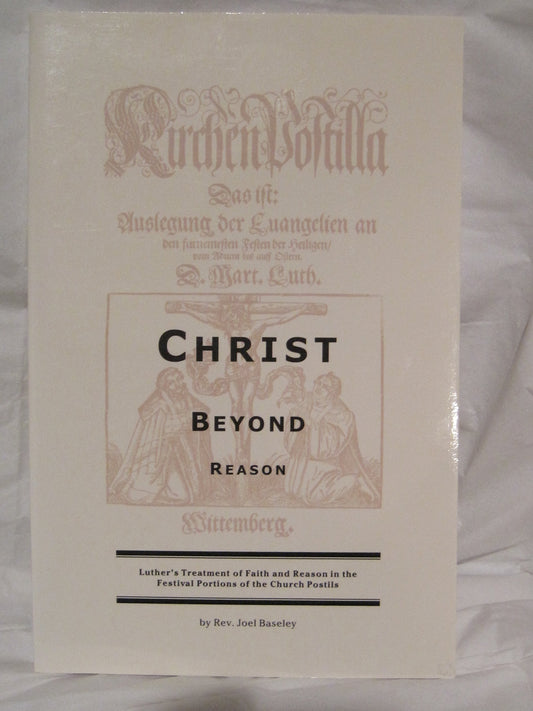 KirchenPostilla
Das ist:
Auslegung der Euangelien an
den furnemesten Festen der Heiligen/
vom Aduent bis auff Ostern.
D. Mart. Luth.
CHRIST
BEYOND
REASON
Wittemberg.
Luther's Treatment of Faith and Reason in the
Festival Portions of the Church Postils
by Rev. Joel Baseley